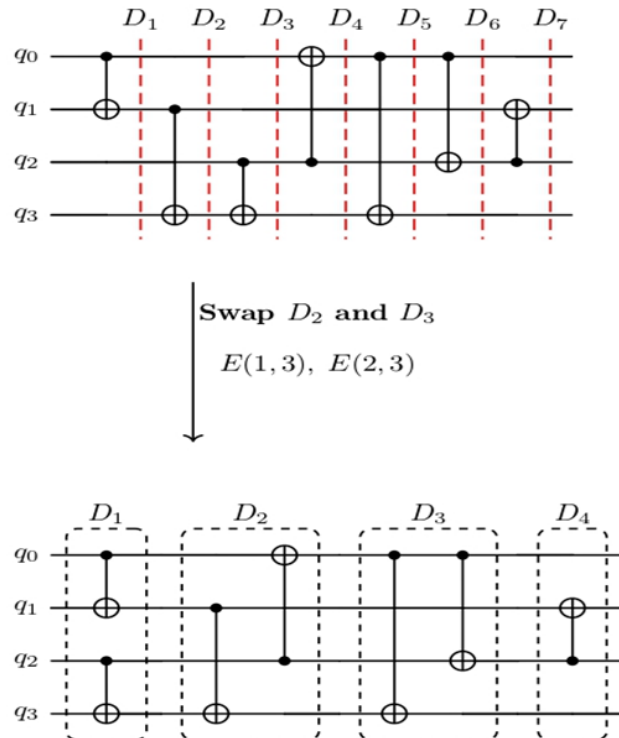 D₁ D₂ D₃ D₄ D₅ D₆ D₇
q₀
q₁
q₂
q₃
Swap D₂ and D₃
E(1, 3), E(2, 3)
D₁ D₂ D₃ D₄
q₀
q₁
q₂
q₃